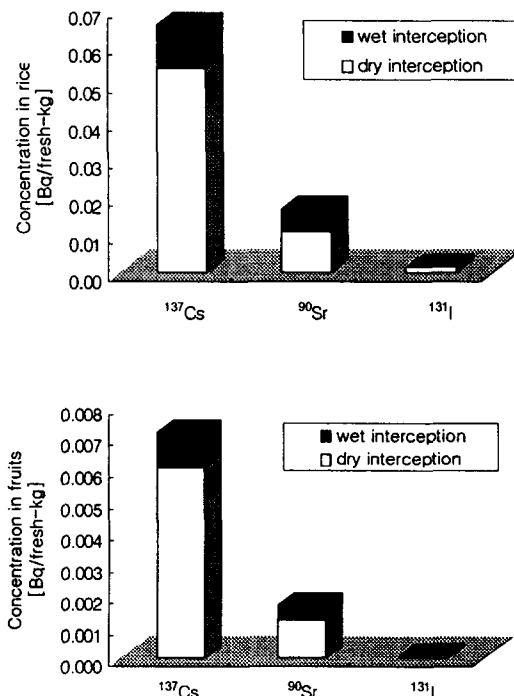 Concentration in rice
[Bq/fresh-kg]
0.07
0.06
0.05
0.04
0.03
0.02
0.01
0.00
wet interception
dry interception
¹³⁷Cs
⁹⁰Sr
¹³¹I
Concentration in fruits
[Bq/fresh-kg]
0.008
0.007
0.006
0.005
0.004
0.003
0.002
0.001
0.000
wet interception
dry interception
¹³⁷Cs
⁹⁰Sr
¹³¹I